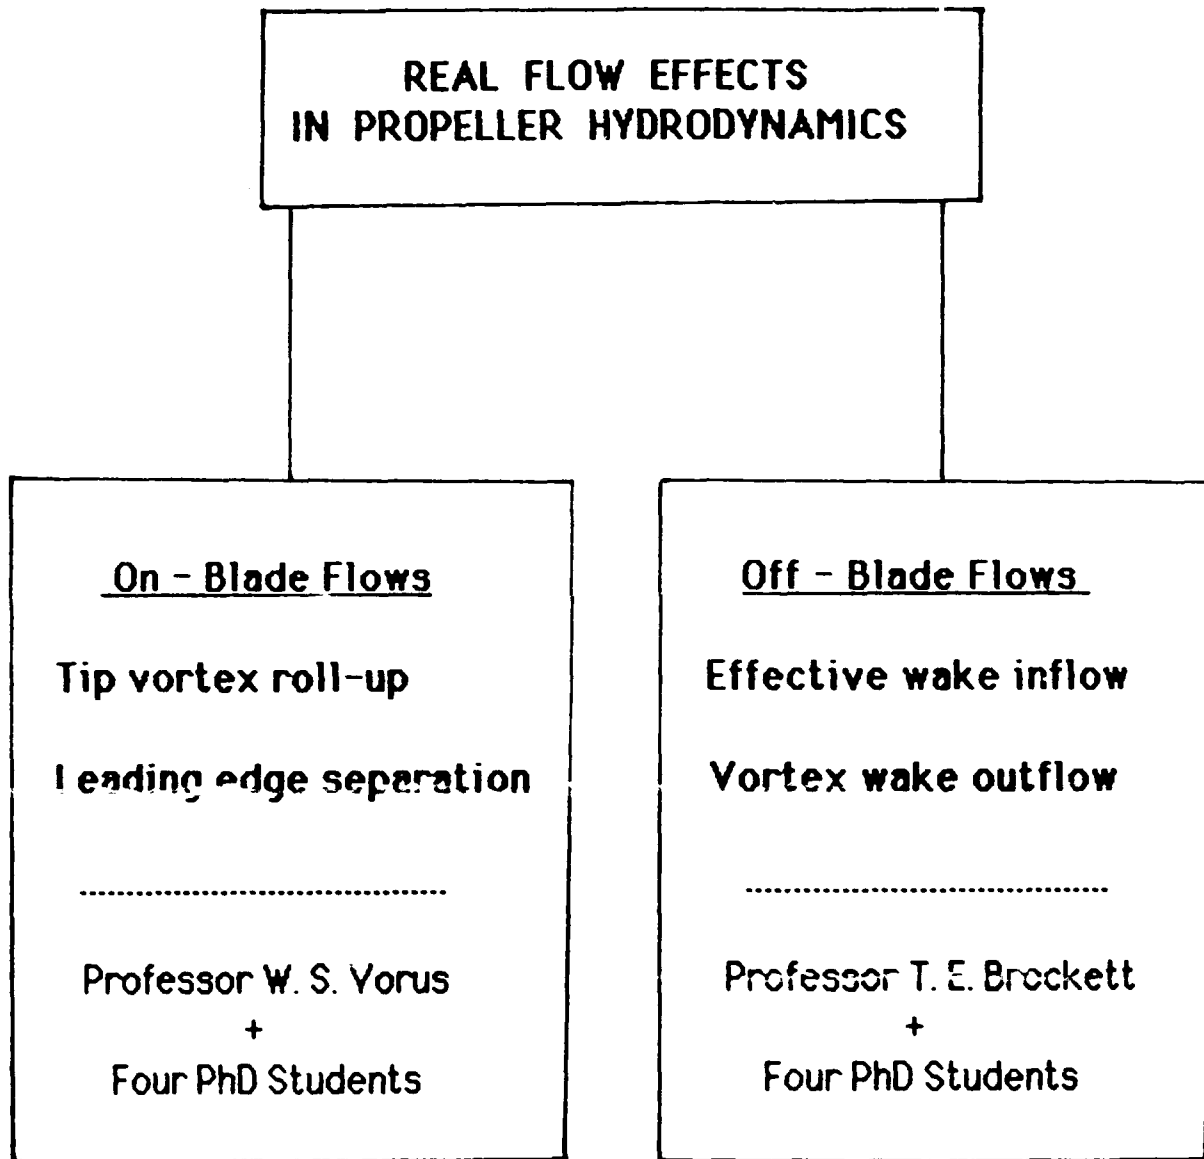 REAL FLOW EFFECTS
IN PROPELLER HYDRODYNAMICS
On - Blade Flows
Tip vortex roll-up
Leading edge separation
Professor W. S. Vorus
+
Four PhD Students
Off - Blade Flows
Effective wake inflow
Vortex wake outflow
Professor T. E. Brockett
+
Four PhD Students